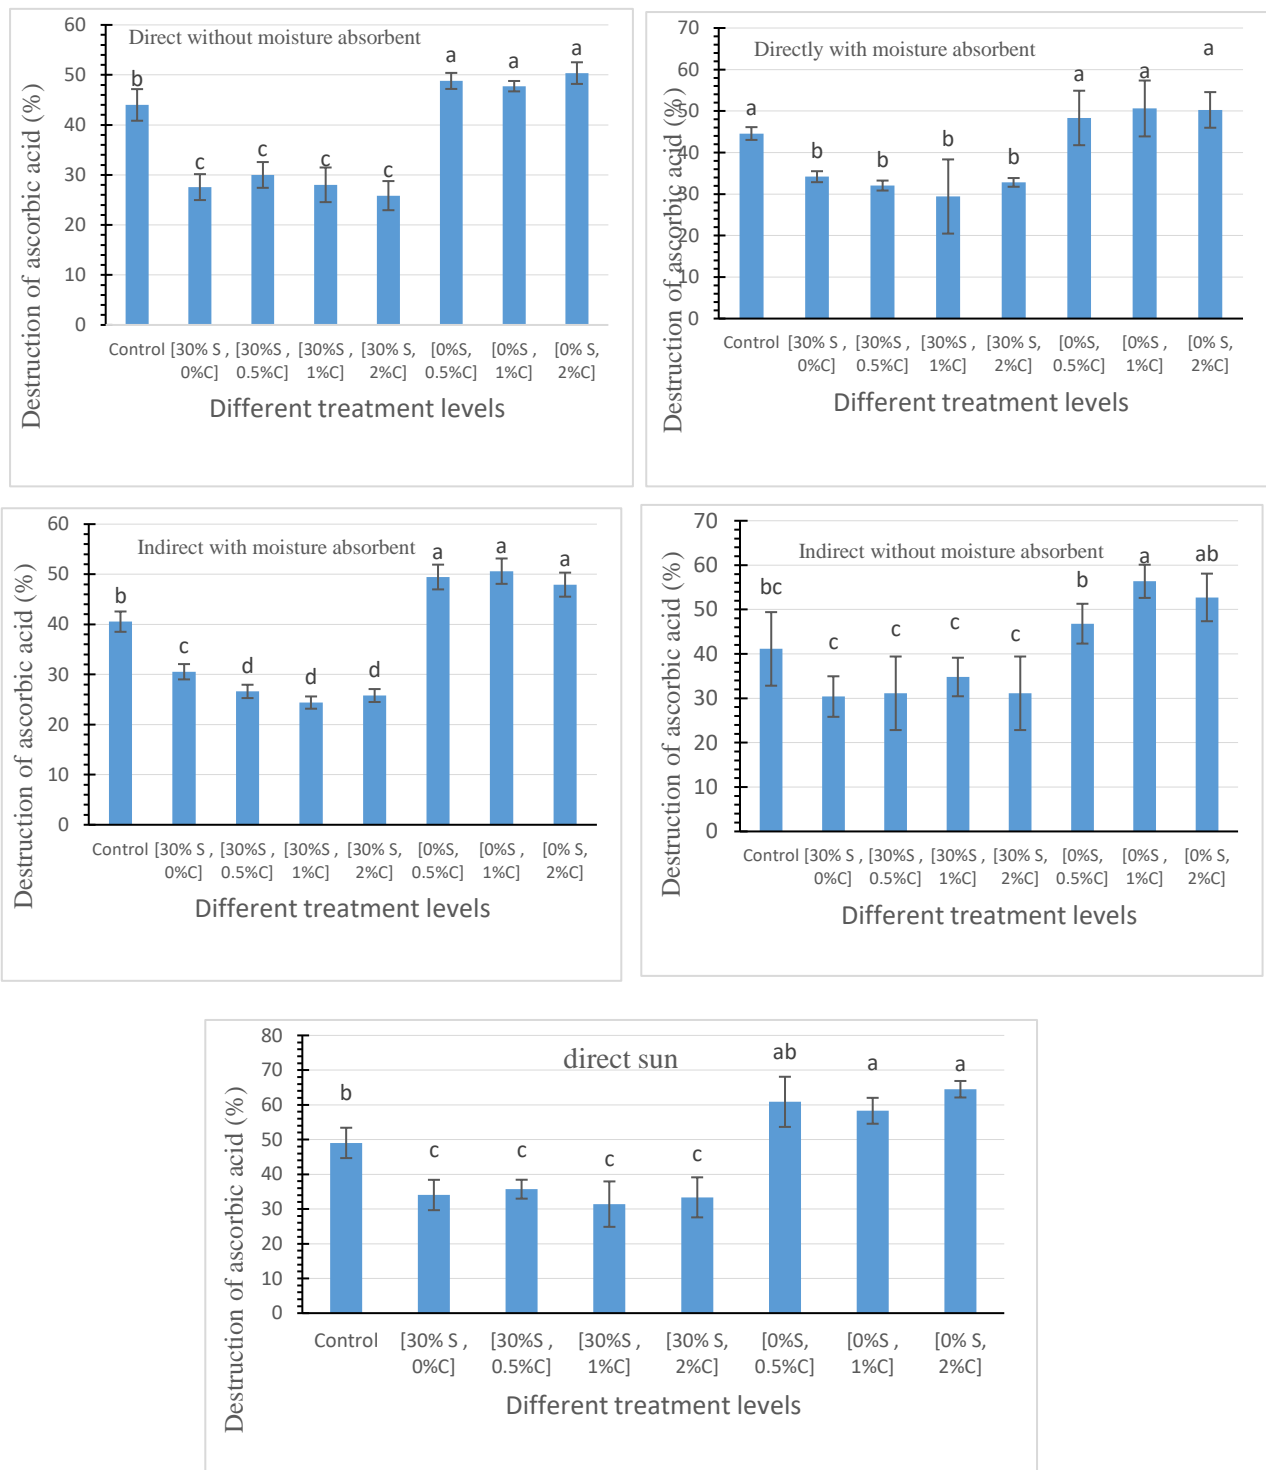 Direct without moisture absorbent
Destruction of ascorbic acid (%)
60
50
40
30
20
10
0
b
c
c
c
c
a
a
a
Control [30% S , [30%S , [30%S , [30% S, [0%S, [0%S , [0% S,
0%C] 0.5%C] 1%C] 2%C] 0.5%C] 1%C] 2%C]
Different treatment levels
Directly with moisture absorbent
Destruction of ascorbic acid (%)
70
60
50
40
30
20
10
0
a
b
b
b
b
a
a
a
Control [30% S , [30%S , [30%S , [30% S, [0%S, [0%S , [0% S,
0%C] 0.5%C] 1%C] 2%C] 0.5%C] 1%C] 2%C]
Different treatment levels
Indirect with moisture absorbent
Destruction of ascorbic acid (%)
60
50
40
30
20
10
0
b
c
d
d
d
a
a
a
Control [30% S , [30%S , [30%S , [30% S, [0%S, [0%S , [0% S,
0%C] 0.5%C] 1%C] 2%C] 0.5%C] 1%C] 2%C]
Different treatment levels
Indirect without moisture absorbent
Destruction of ascorbic acid (%)
70
60
50
40
30
20
10
0
bc
c
c
c
c
b
a
ab
Control [30% S , [30%S , [30%S , [30% S, [0%S, [0%S , [0% S,
0%C] 0.5%C] 1%C] 2%C] 0.5%C] 1%C] 2%C]
Different treatment levels
direct sun
Destruction of ascorbic acid (%)
80
70
60
50
40
30
20
10
0
b
c
c
c
c
ab
a
a
Control [30% S , [30%S , [30%S , [30% S, [0%S, [0%S , [0% S,
0%C] 0.5%C] 1%C] 2%C] 0.5%C] 1%C] 2%C]
Different treatment levels